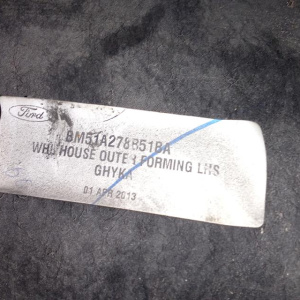 Ford
BM51A278B51BA
WHL HOUSE OUTER FORMING LHS
GHYKA
01 APR 2013